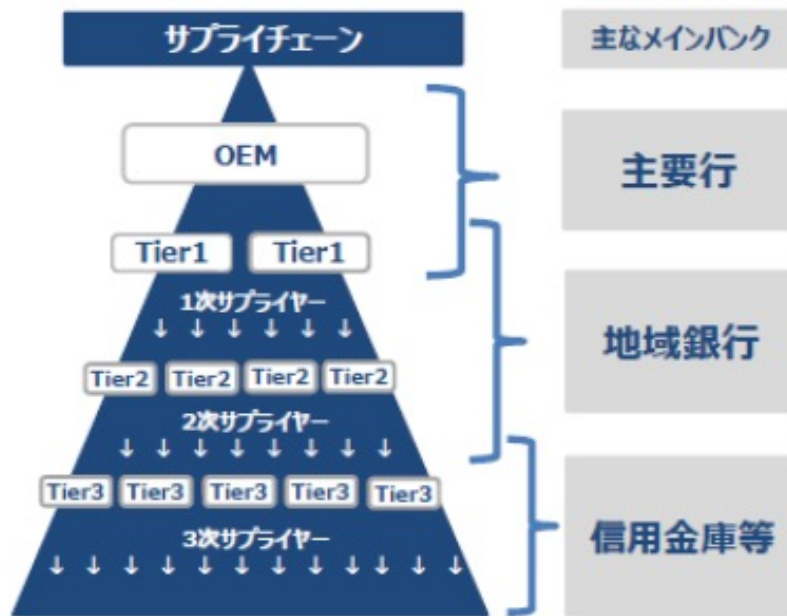 サプライチェーン
主なメインバンク
OEM
主要行
Tier1 Tier1
1次サプライヤー
↓ ↓ ↓ ↓ ↓ ↓
地域銀行
Tier2 Tier2 Tier2 Tier2
2次サプライヤー
↓ ↓ ↓ ↓ ↓ ↓ ↓ ↓
Tier3 Tier3 Tier3 Tier3 Tier3
3次サプライヤー
信用金庫等
↓ ↓ ↓ ↓ ↓ ↓ ↓ ↓ ↓ ↓ ↓ ↓